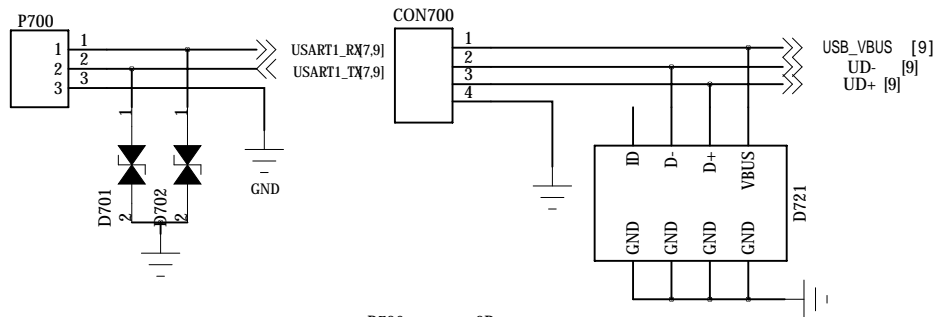 P700
CON700
1 1
2 2
3 3
USART1_RX[7,9]
USART1_TX[7,9]
1
2
3
4
USB_VBUS [9]
UD- [9]
UD+ [9]
1
1
GND
D701
2
D702
2
ID
D-
D+
VBUS
D721
GND
GND
GND
GND